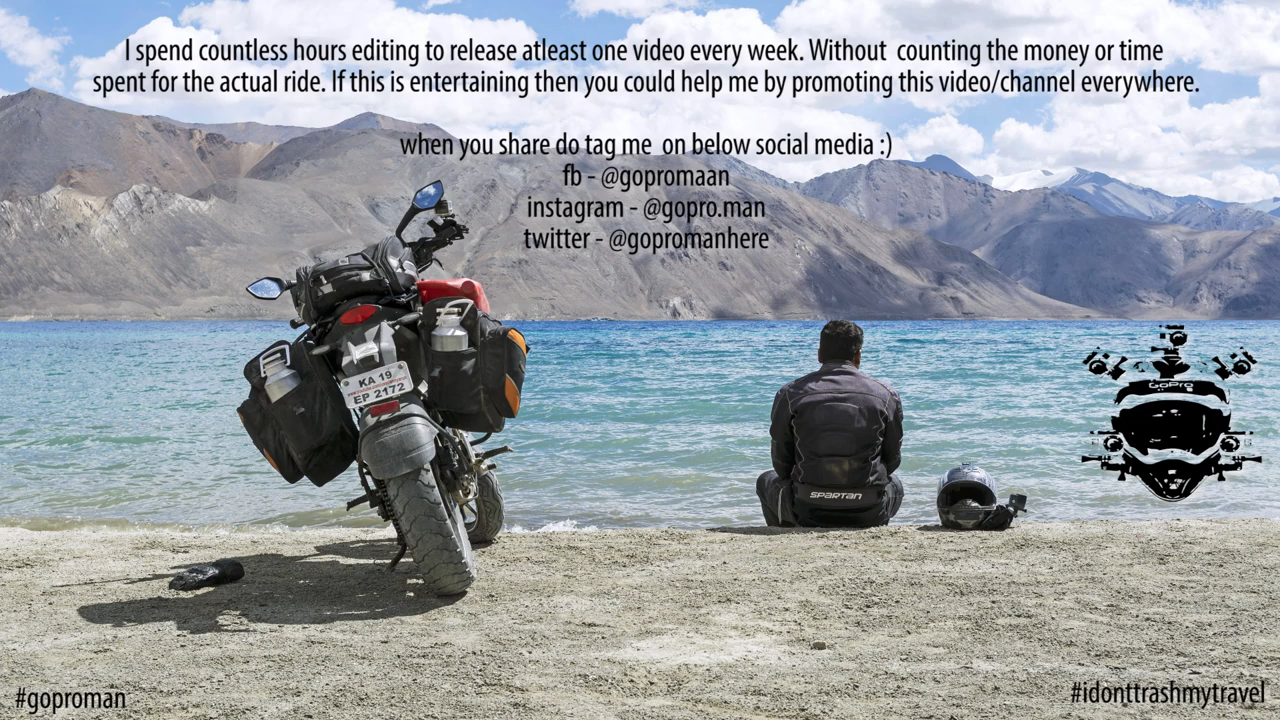 I spend countless hours editing to release atleast one video every week. Without counting the money or time
spent for the actual ride. If this is entertaining then you could help me by promoting this video/channel everywhere.
when you share do tag me on below social media :)
fb - @gopromaan
instagram - @gopro.man
twitter - @gopromanhere
GoPro
KA 19
EP 2172
SPARTAN
#goproman
#idonttrashmytravel